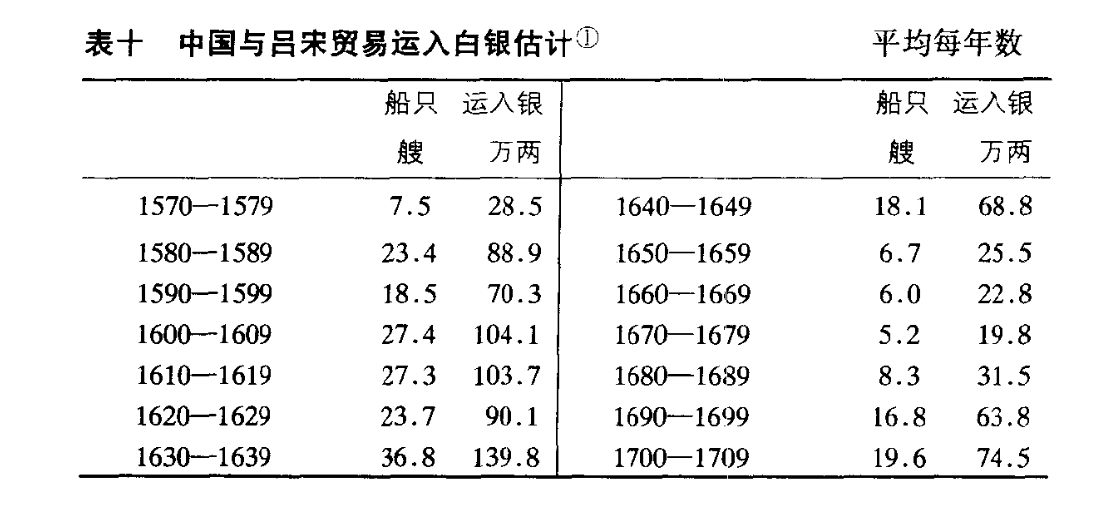 表十 中国与吕宋贸易运入白银估计① 平均每年数
船只 运入银 船只 运入银
艘 万两 艘 万两
1570—1579 7.5 28.5 1640—1649 18.1 68.8
1580—1589 23.4 88.9 1650—1659 6.7 25.5
1590—1599 18.5 70.3 1660—1669 6.0 22.8
1600—1609 27.4 104.1 1670—1679 5.2 19.8
1610—1619 27.3 103.7 1680—1689 8.3 31.5
1620—1629 23.7 90.1 1690—1699 16.8 63.8
1630—1639 36.8 139.8 1700—1709 19.6 74.5